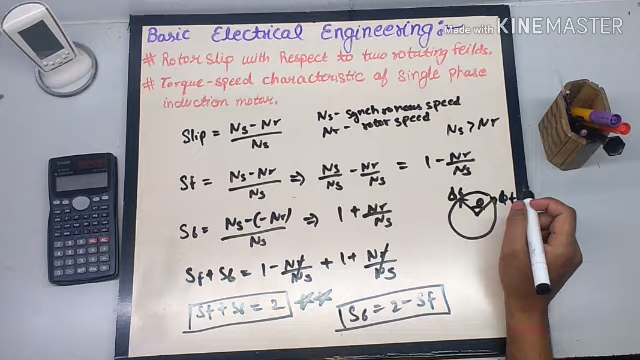 Made with KINEMASTER
Basic Electrical Engineering:-
* Rotor Slip with Respect to two rotating feilds.
* Torque-speed characteristic of Single phase
induction motor.
Slip = Ns-Nr/Ns
Ns - synchronous speed
Nr - rotor speed
Ns > Nr
Sf = Ns-Nr/Ns ⇒ Ns/Ns - Nr/Ns = 1 - Nr/Ns
Sb = Ns-(-Nr)/Ns ⇒ 1 + Nr/Ns
Sf + Sb = 1 - Nr/Ns + 1 + Nr/Ns
Sf + Sb = 2
Sb = 2 - Sf